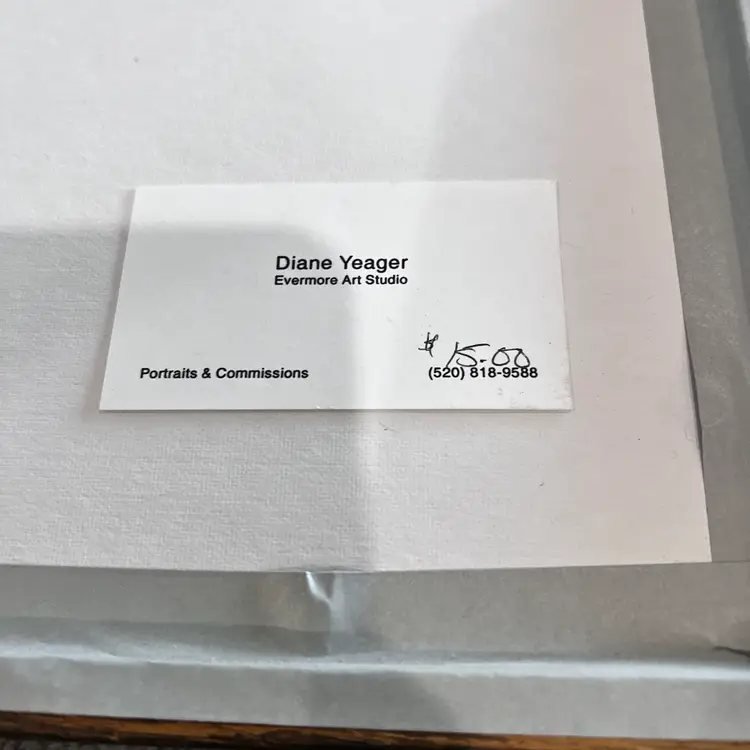 Diane Yeager
Evermore Art Studio
$ 15.00
Portraits & Commissions
(520) 818-9588